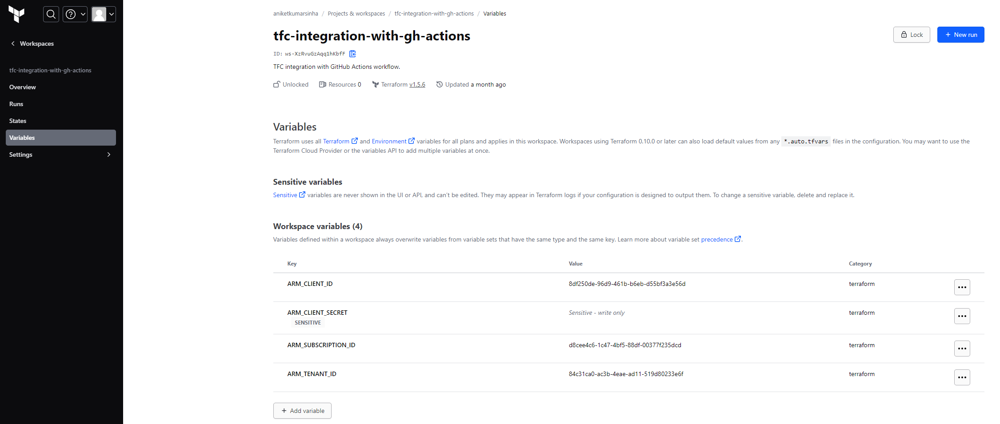 Workspaces
tfc-integration-with-gh-actions
Overview
Runs
States
Variables
Settings
aniketkumarsinha / Projects & workspaces / tfc-integration-with-gh-actions / Variables
tfc-integration-with-gh-actions
Lock
+ New run
ID: ws-XzRvuGzAqq1hKbfF
TFC integration with GitHub Actions workflow.
Unlocked Resources 0 Terraform v1.5.6 Updated a month ago
Variables
Terraform uses all Terraform and Environment variables for all plans and applies in this workspace. Workspaces using Terraform 0.10.0 or later can also load default values from any *.auto.tfvars files in the configuration. You may want to use the
Terraform Cloud Provider or the variables API to add multiple variables at once.
Sensitive variables
Sensitive variables are never shown in the UI or API, and can't be edited. They may appear in Terraform logs if your configuration is designed to output them. To change a sensitive variable, delete and replace it.
Workspace variables (4)
Variables defined within a workspace always overwrite variables from variable sets that have the same type and the same key. Learn more about variable set precedence.
Key Value Category
ARM_CLIENT_ID 8df250de-96d9-461b-b6eb-d55bf3a3e56d terraform
ARM_CLIENT_SECRET Sensitive - write only terraform
SENSITIVE
ARM_SUBSCRIPTION_ID d8cee4c6-1c47-4bf5-88df-00377f235dcd terraform
ARM_TENANT_ID 84c31ca0-ac3b-4eae-ad11-519d80233e6f terraform
+ Add variable